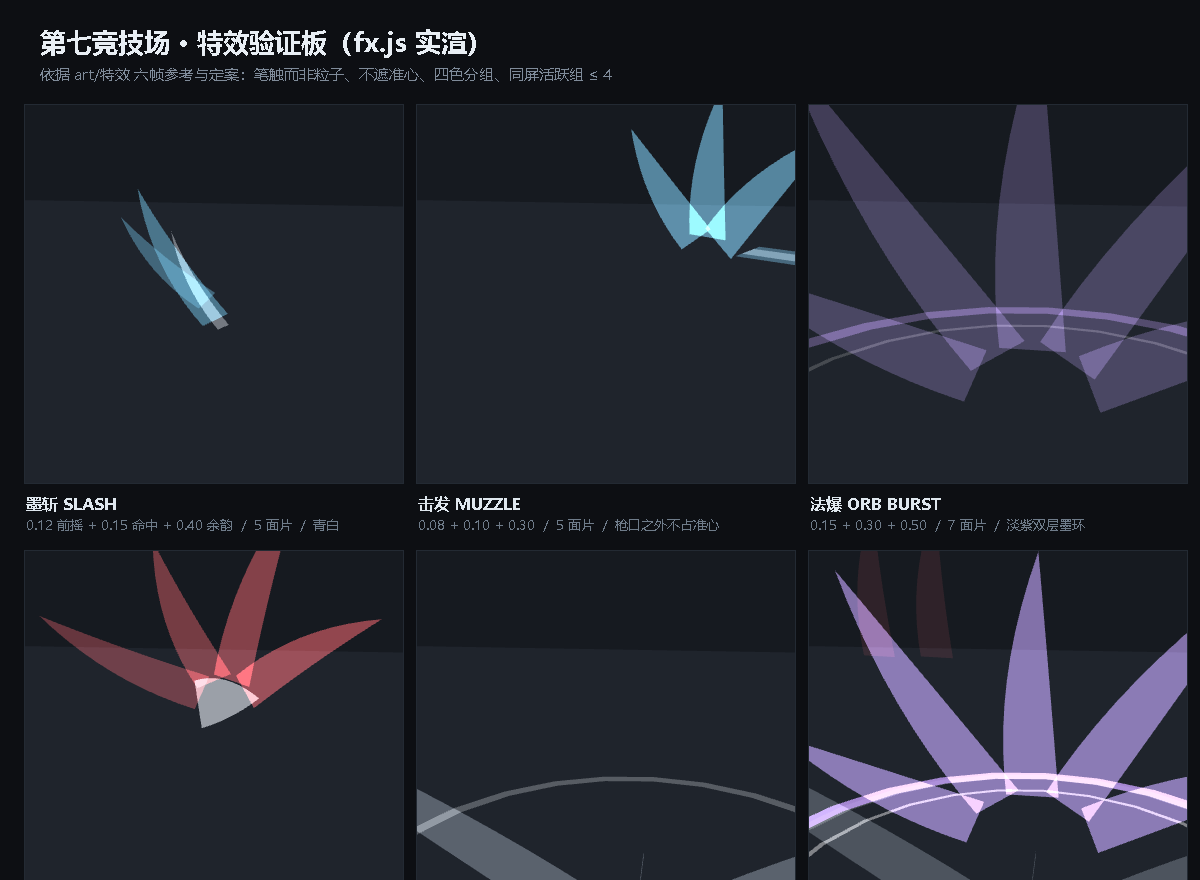 第七竞技场 · 特效验证板（fx.js 实渲）
依据 art/特效 六帧参考与定案：笔触而非粒子、不遮准心、四色分组、同屏活跃组 ≤ 4
墨斩 SLASH
0.12 前摇 + 0.15 命中 + 0.40 余韵 / 5 面片 / 青白
击发 MUZZLE
0.08 + 0.10 + 0.30 / 5 面片 / 枪口之外不占准心
法爆 ORB BURST
0.15 + 0.30 + 0.50 / 7 面片 / 淡紫双层墨环